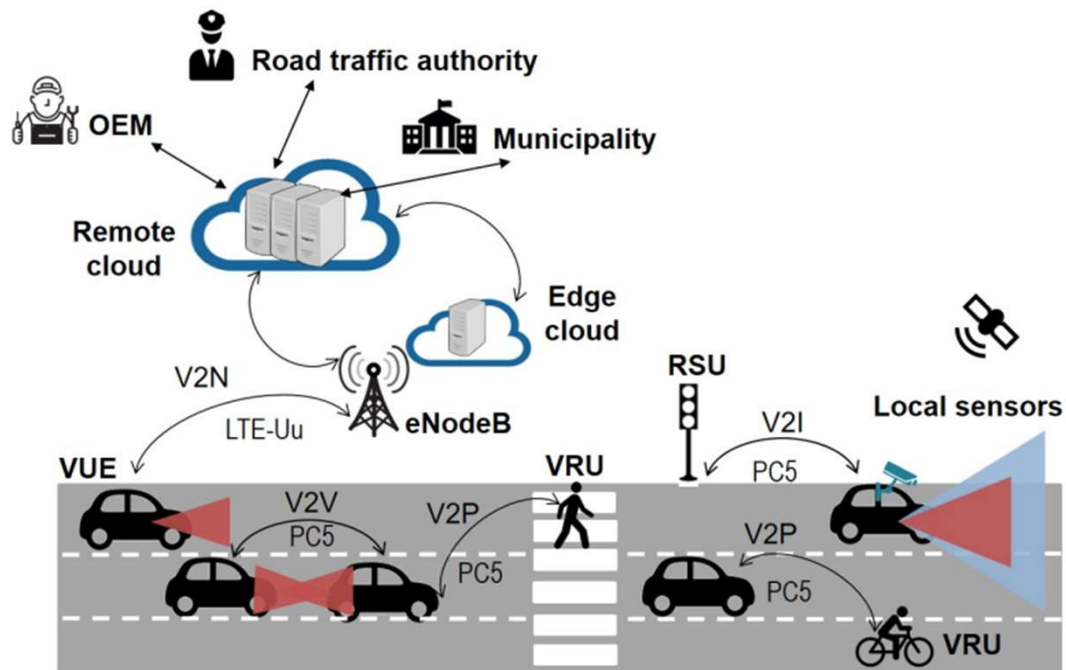 Road traffic authority
OEM
Municipality
Remote
cloud
Edge
cloud
V2N
LTE-Uu
eNodeB
RSU
Local sensors
V2I
PC5
VUE
VRU
V2V
PC5
V2P
PC5
V2P
PC5
VRU